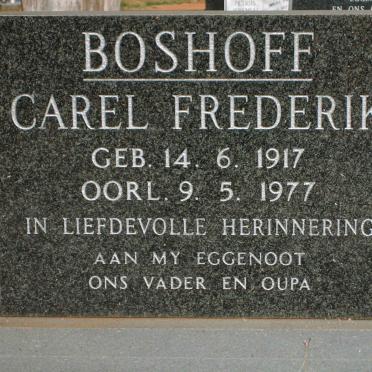 BOSHOFF
CAREL FREDERIK
GEB. 14. 6. 1917
OORL. 9. 5. 1977
IN LIEFDEVOLLE HERINNERING
AAN MY EGGENOOT
ONS VADER EN OUPA